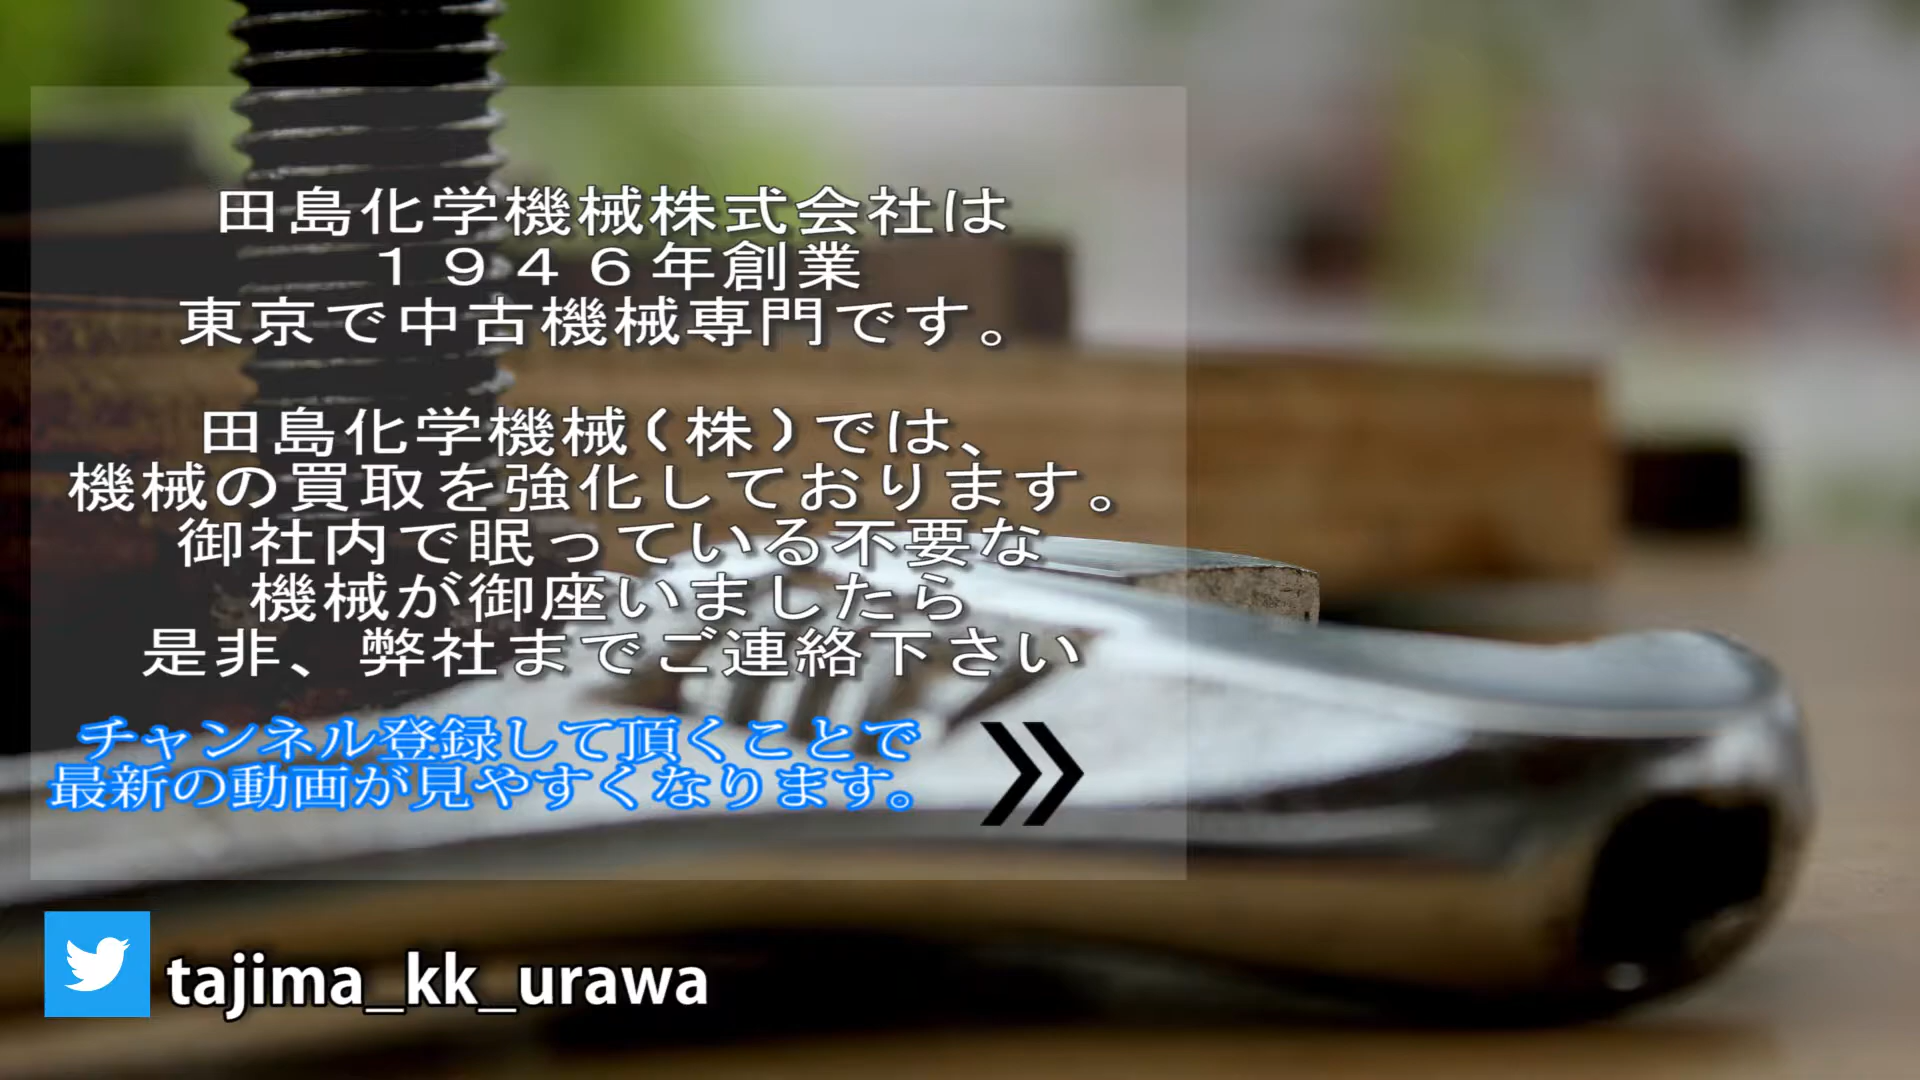 田島化学機械株式会社は
１９４６年創業
東京で中古機械専門です。
田島化学機械(株)では、
機械の買取を強化しております。
御社内で眠っている不要な
機械が御座いましたら
是非、弊社までご連絡下さい
チャンネル登録して頂くことで
最新の動画が見やすくなります。
tajima_kk_urawa